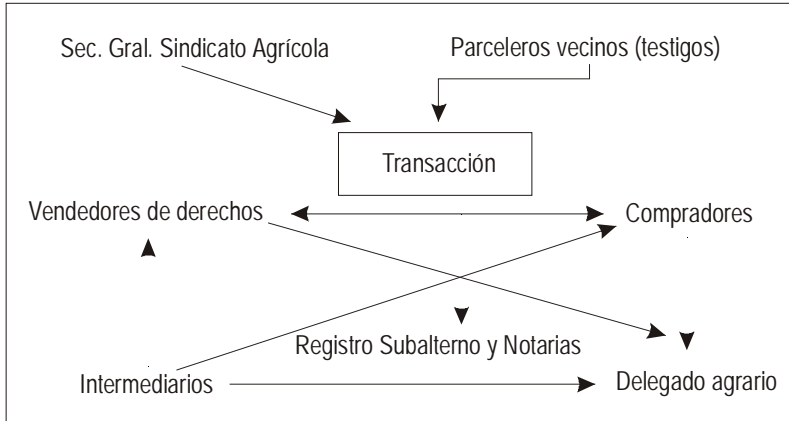 Sec. Gral. Sindicato Agrícola
Parceleros vecinos (testigos)
Transacción
Vendedores de derechos
Compradores
Registro Subalterno y Notarias
Intermediarios
Delegado agrario